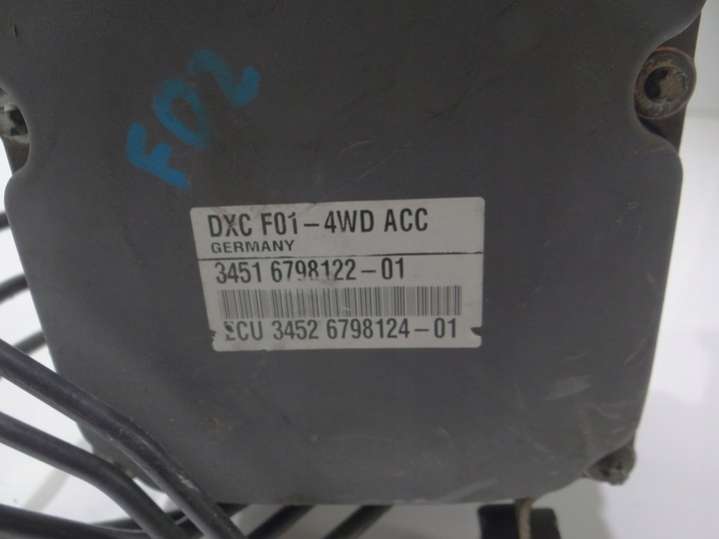 F02
DXC F01-4WD ACC
GERMANY
3451 6798122-01
ECU 3452 6798124-01